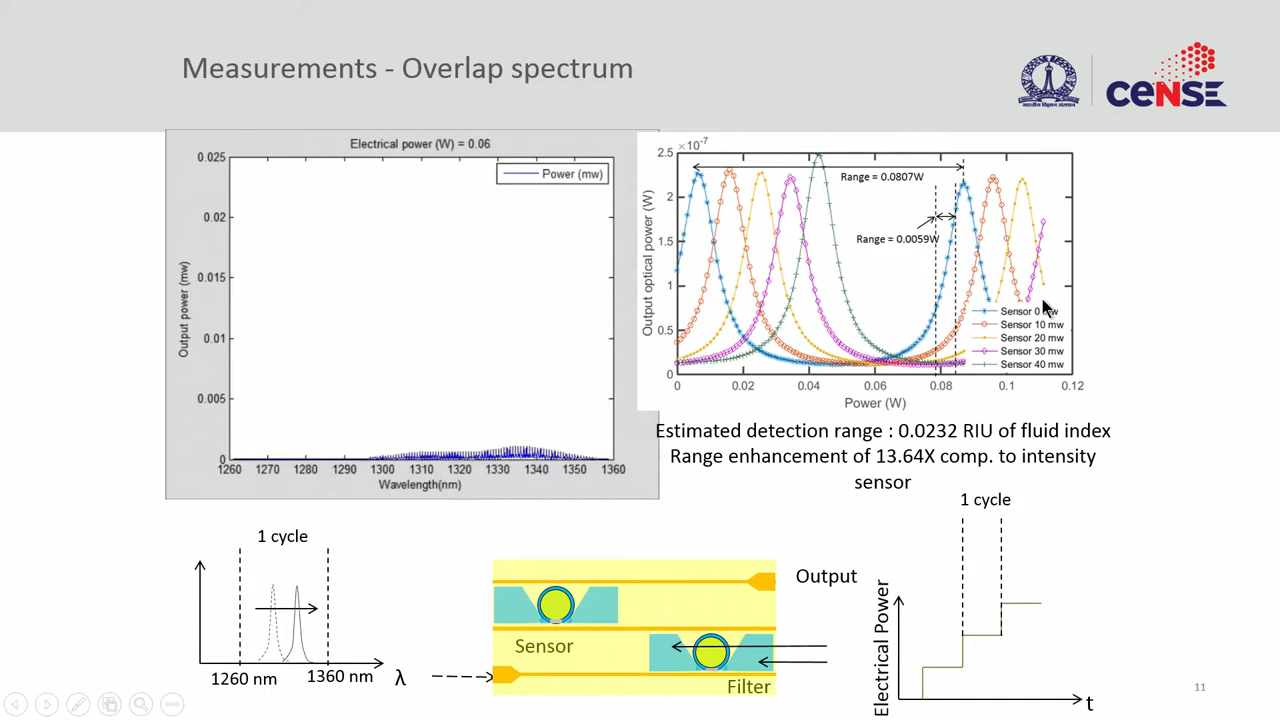 Measurements - Overlap spectrum
भारतीय विज्ञान संस्थान
CeNSE
Electrical power (W) = 0.06
Power (mw)
Output power (mw)
0.025
0.02
0.015
0.01
0.005
0
1260 1270 1280 1290 1300 1310 1320 1330 1340 1350 1360
Wavelength(nm)
×10⁻⁷
Output optical power (W)
2.5
2
1.5
1
0.5
0
Range = 0.0807W
Range = 0.0059W
Sensor 0 mw
Sensor 10 mw
Sensor 20 mw
Sensor 30 mw
Sensor 40 mw
0 0.02 0.04 0.06 0.08 0.1 0.12
Power (W)
Estimated detection range : 0.0232 RIU of fluid index
Range enhancement of 13.64X comp. to intensity
sensor
1 cycle
1260 nm
1360 nm
λ
Output
Sensor
Filter
1 cycle
Electrical Power
t
11